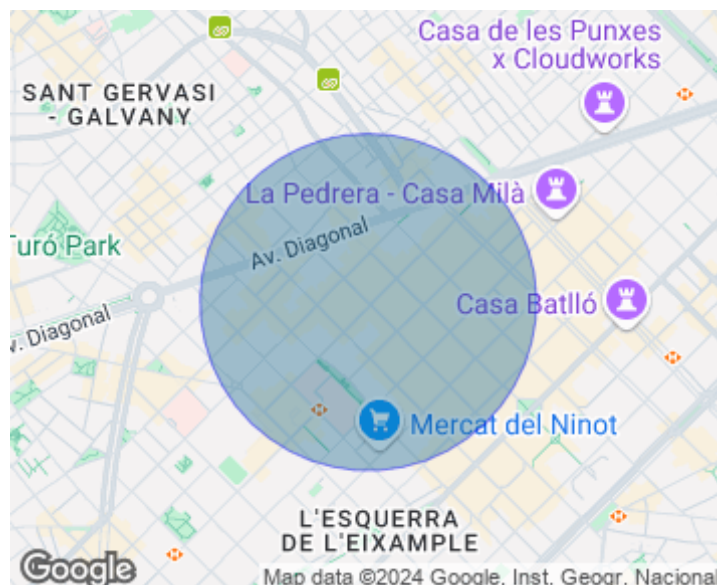 Casa de les Punxes
x Cloudworks
SANT GERVASI
- GALVANY
La Pedrera - Casa Milà
Av. Diagonal
Turó Park
Casa Batlló
v. Diagonal
Mercat del Ninot
L'ESQUERRA
DE L'EIXAMPLE
Google
Map data ©2024 Google, Inst. Geogr. Nacional